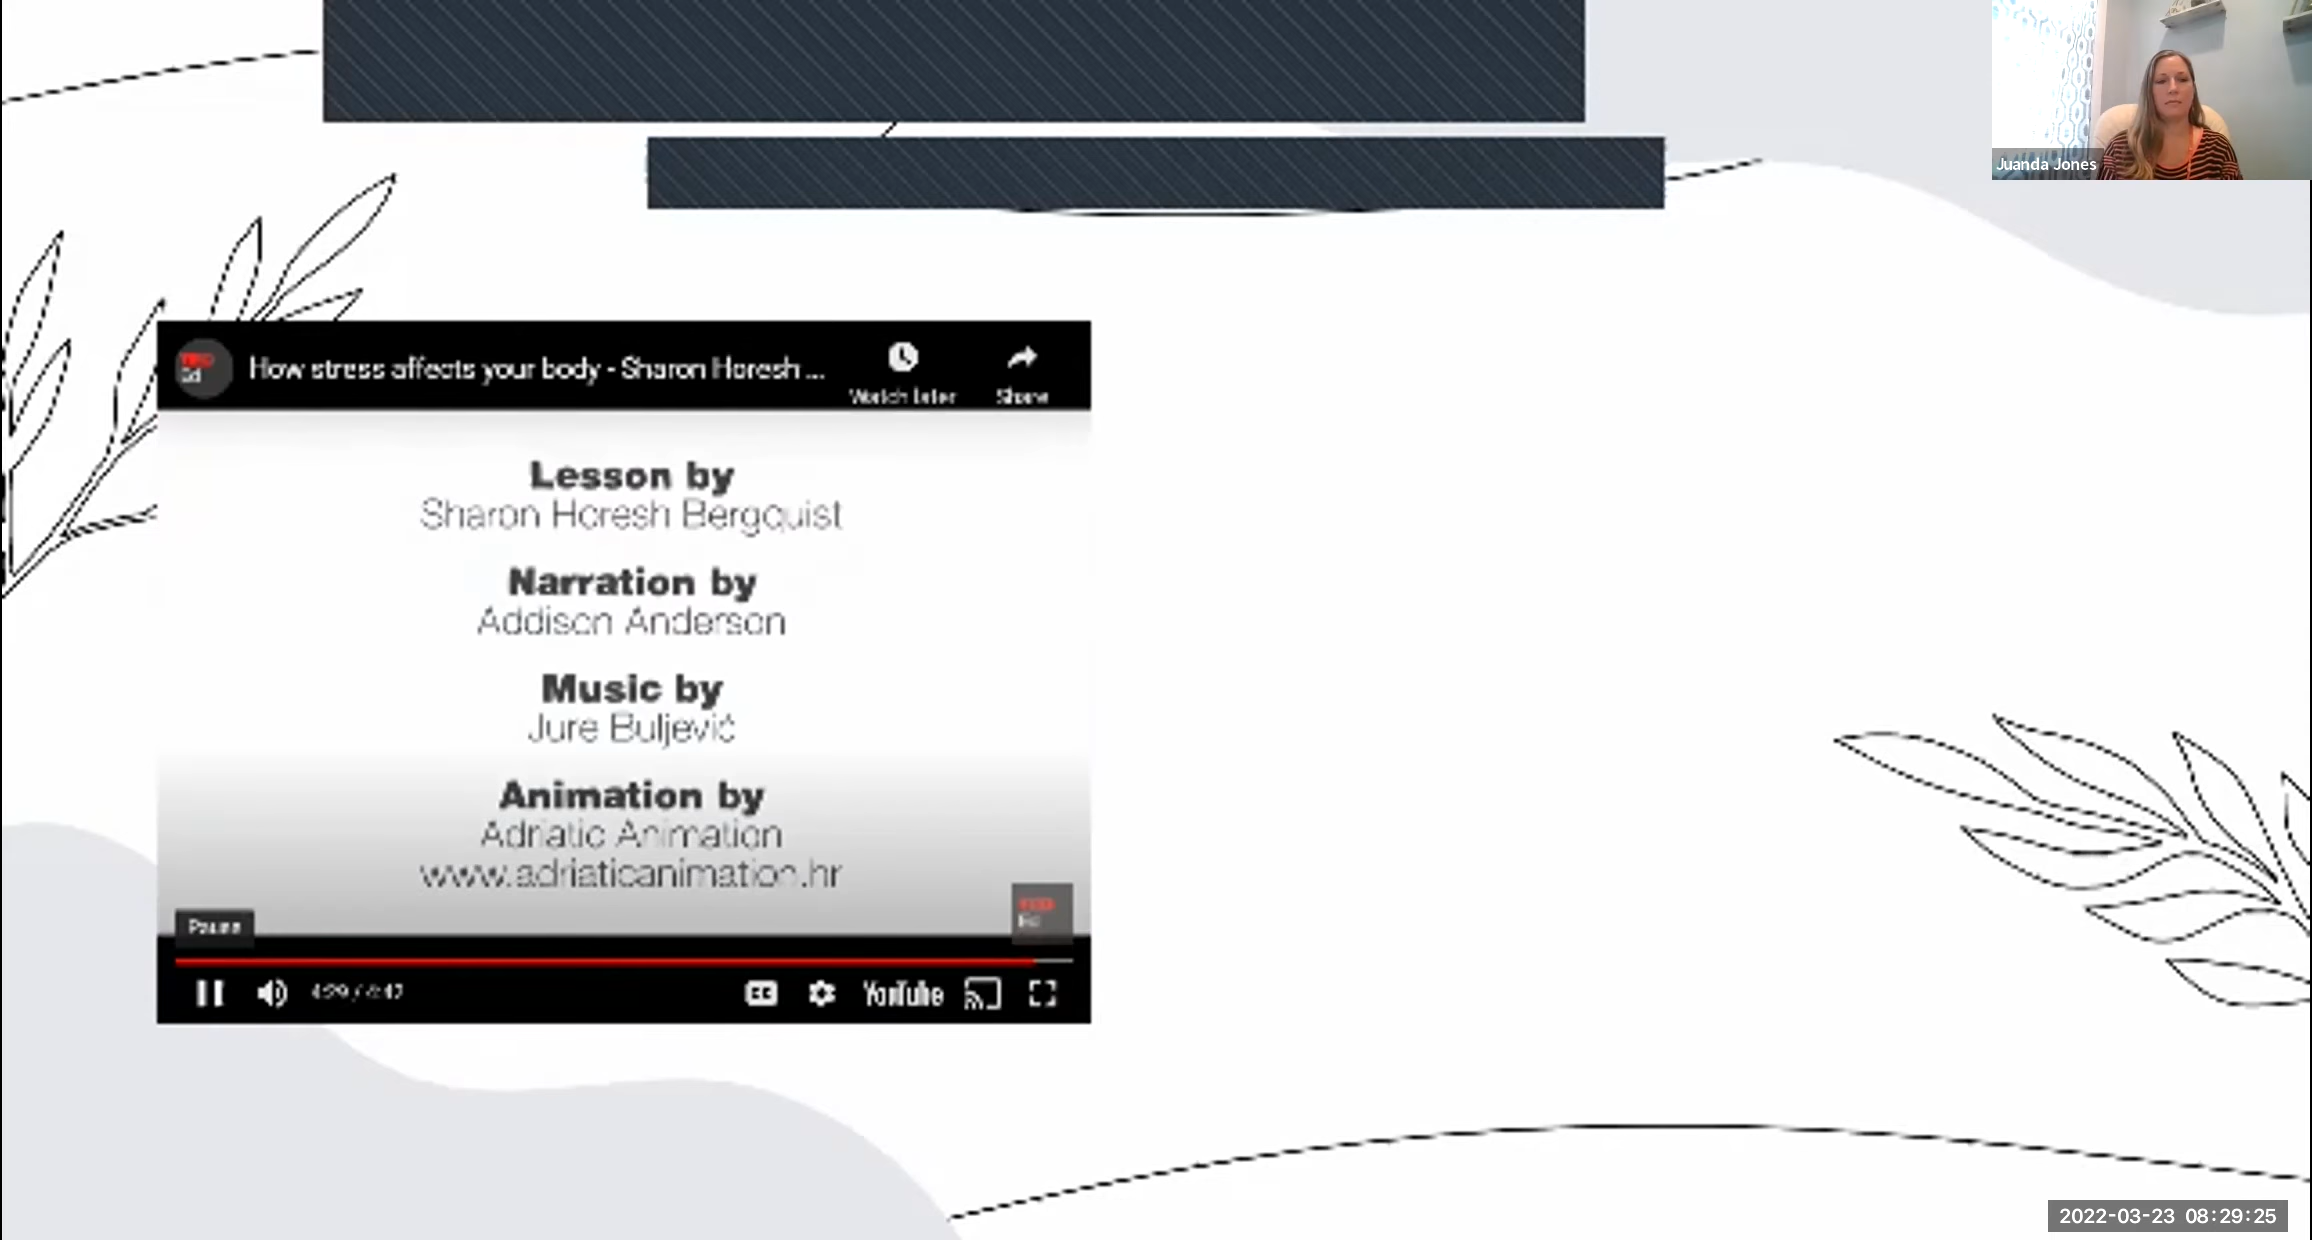 Juanda Jones
How stress affects your body - Sharon Horesh ...
Watch later
Share
Lesson by
Sharon Horesh Bergquist
Narration by
Addison Anderson
Music by
Jure Buljević
Animation by
Adriatic Animation
www.adriaticanimation.hr
Pause
CC
YouTube
2022-03-23 08:29:25